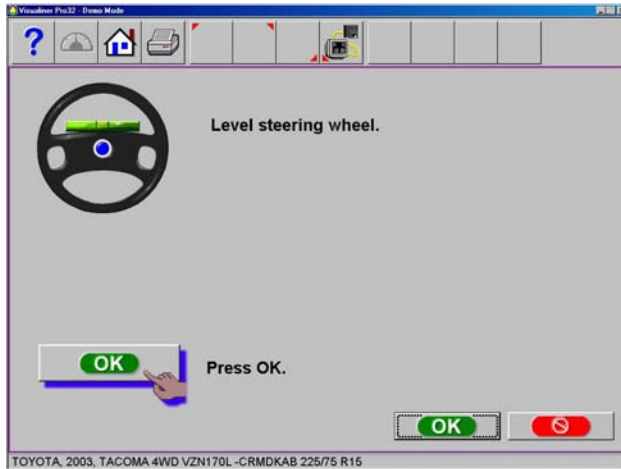 Visualiner Pro32 - Demo Mode
?
Level steering wheel.
OK
Press OK.
OK
TOYOTA, 2003, TACOMA 4WD VZN170L -CRMDKAB 225/75 R15